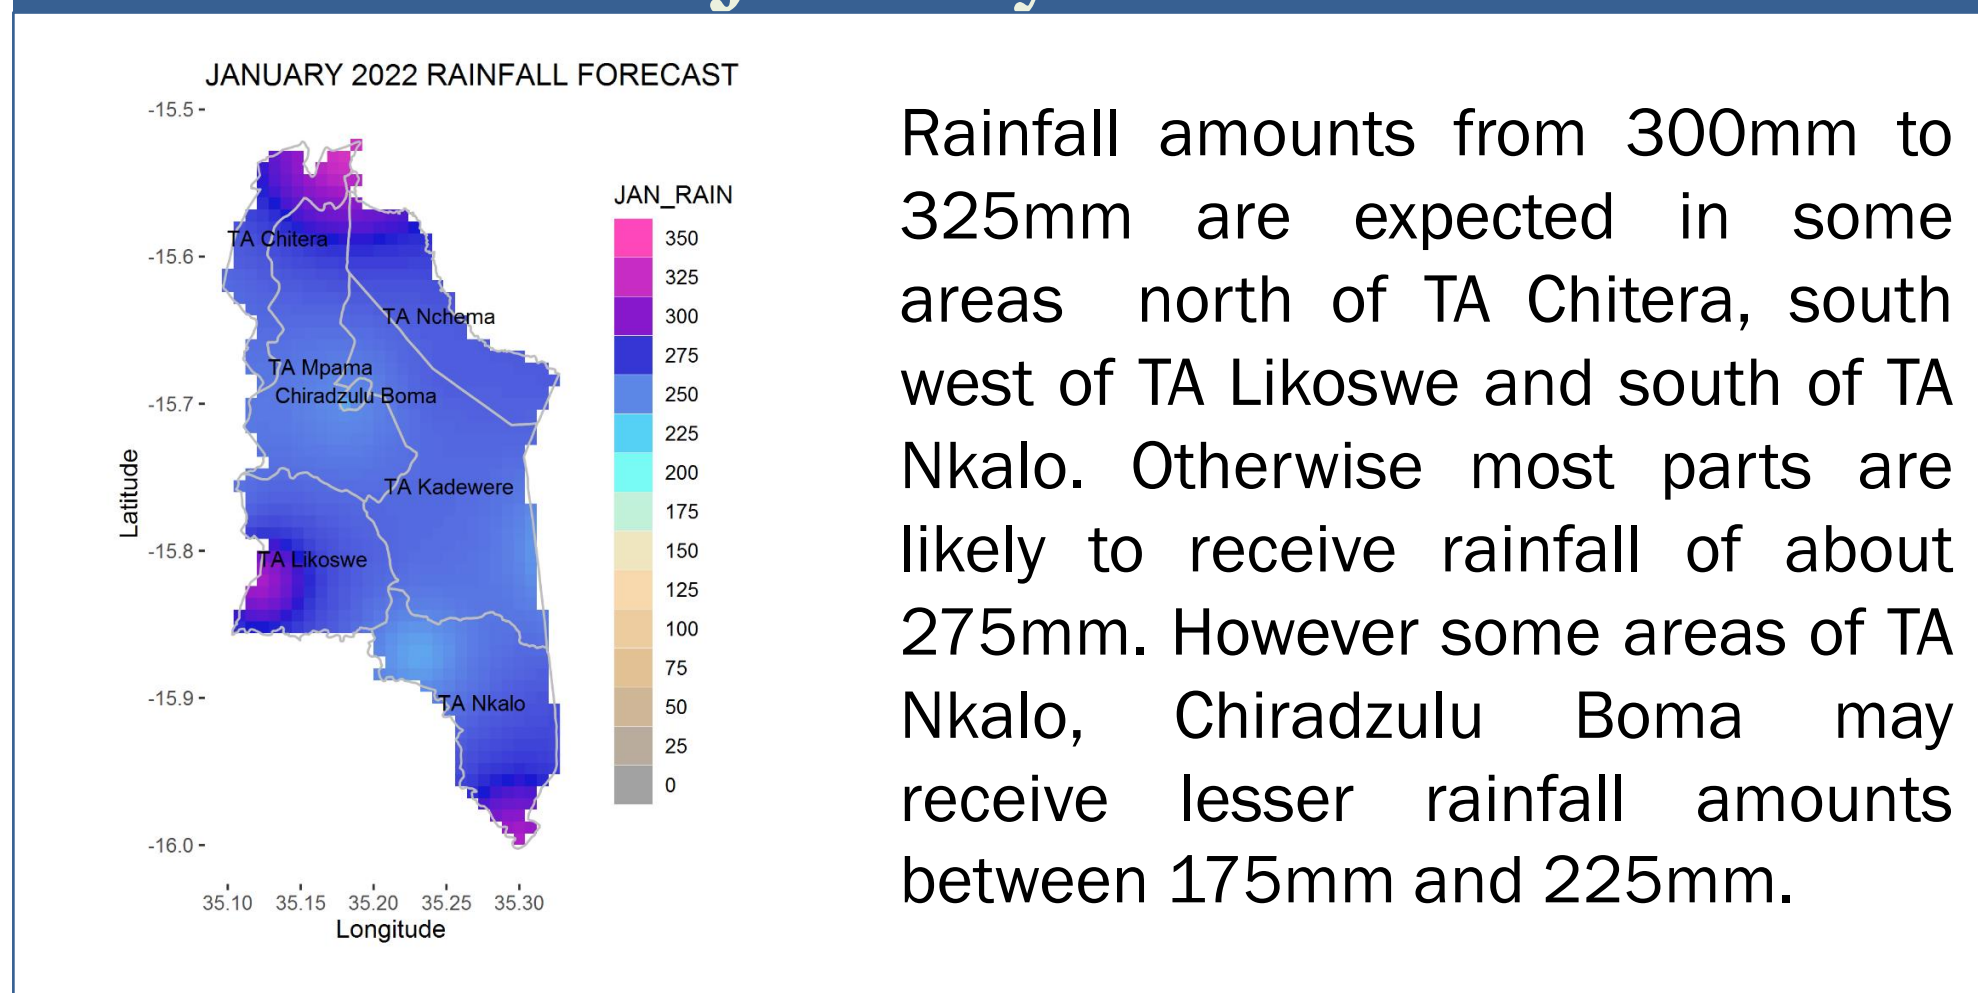 JANUARY 2022 RAINFALL FORECAST
-15.5
-15.6
-15.7
-15.8
-15.9
-16.0
Latitude
35.10 35.15 35.20 35.25 35.30
Longitude
TA Chitera
TA Nchema
TA Mpama
Chiradzulu Boma
TA Kadewere
TA Likoswe
TA Nkalo
JAN_RAIN
350
325
300
275
250
225
200
175
150
125
100
75
50
25
0
Rainfall amounts from 300mm to
325mm are expected in some
areas north of TA Chitera, south
west of TA Likoswe and south of TA
Nkalo. Otherwise most parts are
likely to receive rainfall of about
275mm. However some areas of TA
Nkalo, Chiradzulu Boma may
receive lesser rainfall amounts
between 175mm and 225mm.